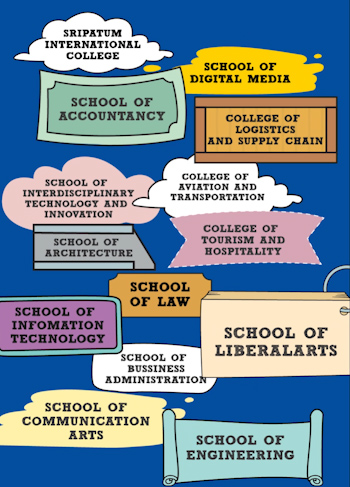 SRIPATUM
INTERNATIONAL
COLLEGE
SCHOOL OF
DIGITAL MEDIA
SCHOOL OF
ACCOUNTANCY
COLLEGE OF
LOGISTICS
AND SUPPLY CHAIN
SCHOOL OF
INTERDISCIPLINARY
TECHNOLOGY AND
INNOVATION
COLLEGE OF
AVIATION AND
TRANSPORTATION
SCHOOL OF
ARCHITECTURE
COLLEGE OF
TOURISM AND
HOSPITALITY
SCHOOL
OF LAW
SCHOOL OF
INFOMATION
TECHNOLOGY
SCHOOL OF
LIBERALARTS
SCHOOL OF
BUSSINESS
ADMINISTRATION
SCHOOL OF
COMMUNICATION
ARTS
SCHOOL OF
ENGINEERING